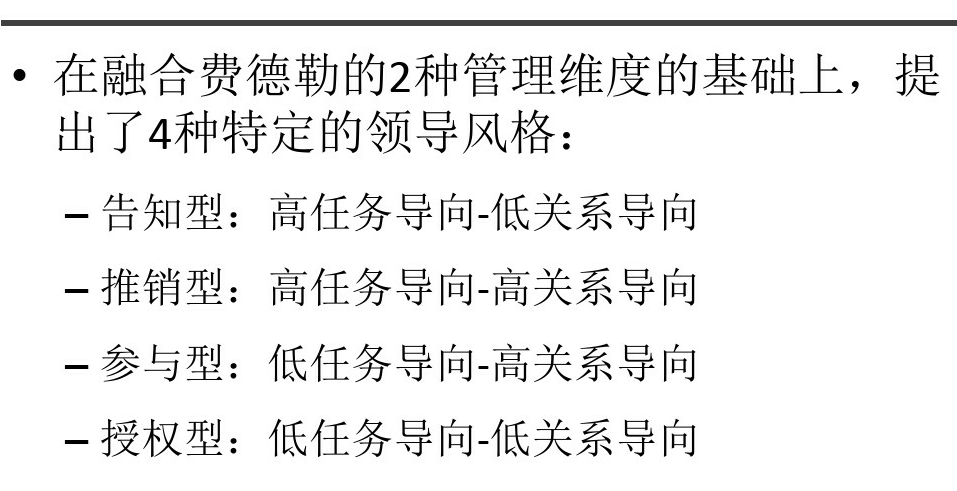 • 在融合费德勒的2种管理维度的基础上，提
出了4种特定的领导风格：
– 告知型：高任务导向-低关系导向
– 推销型：高任务导向-高关系导向
– 参与型：低任务导向-高关系导向
– 授权型：低任务导向-低关系导向